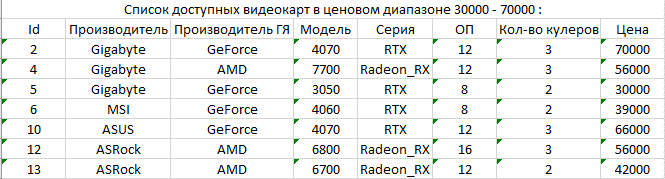 Список доступных видеокарт в ценовом диапазоне 30000 - 70000 :
Id Производитель Производитель ГЯ Модель Серия ОП Кол-во кулеров Цена
2 Gigabyte GeForce 4070 RTX 12 3 70000
4 Gigabyte AMD 7700 Radeon_RX 12 3 56000
5 Gigabyte GeForce 3050 RTX 8 2 30000
6 MSI GeForce 4060 RTX 8 2 39000
10 ASUS GeForce 4070 RTX 12 3 66000
12 ASRock AMD 6800 Radeon_RX 16 3 56000
13 ASRock AMD 6700 Radeon_RX 12 2 42000